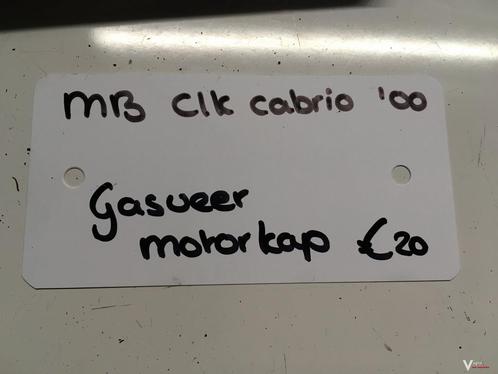 MB Clk cabrio '00
Gasveer
motorkap €20